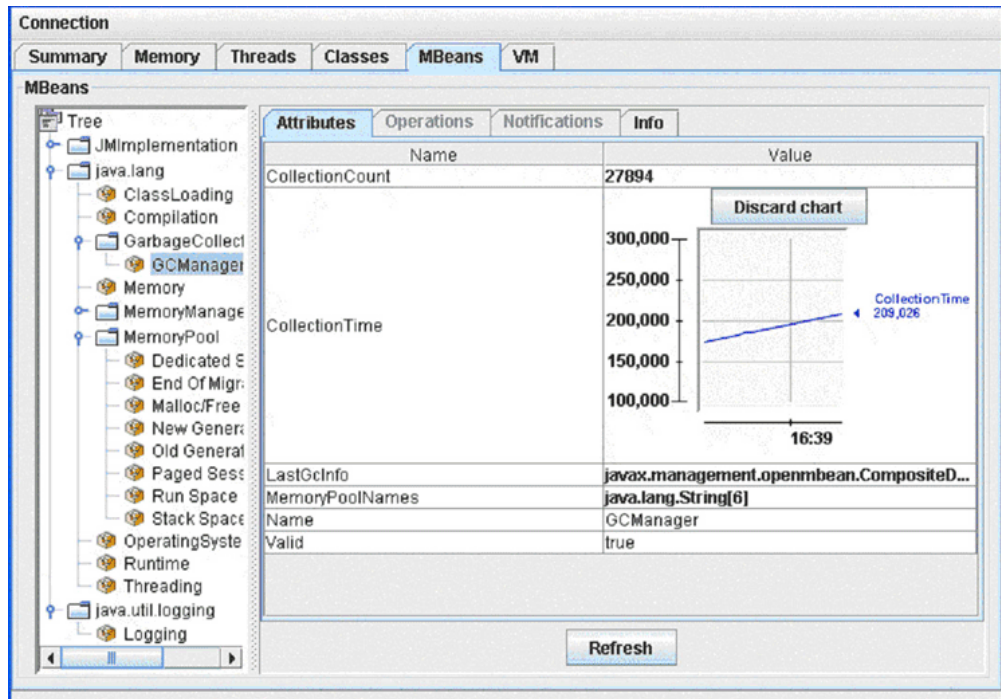 Connection
Summary Memory Threads Classes MBeans VM
MBeans
Tree
JMImplementation
java.lang
ClassLoading
Compilation
GarbageCollect
GCManager
Memory
MemoryManage
MemoryPool
Dedicated S
End Of Migr
Malloc/Free
New Genera
Old Generat
Paged Sess
Run Space
Stack Space
OperatingSyste
Runtime
Threading
java.util.logging
Logging
Attributes Operations Notifications Info
Name Value
CollectionCount 27894
CollectionTime
Discard chart
300,000
250,000
200,000
150,000
100,000
CollectionTime
209,026
16:39
LastGcInfo javax.management.openmbean.CompositeD...
MemoryPoolNames java.lang.String[6]
Name GCManager
Valid true
Refresh